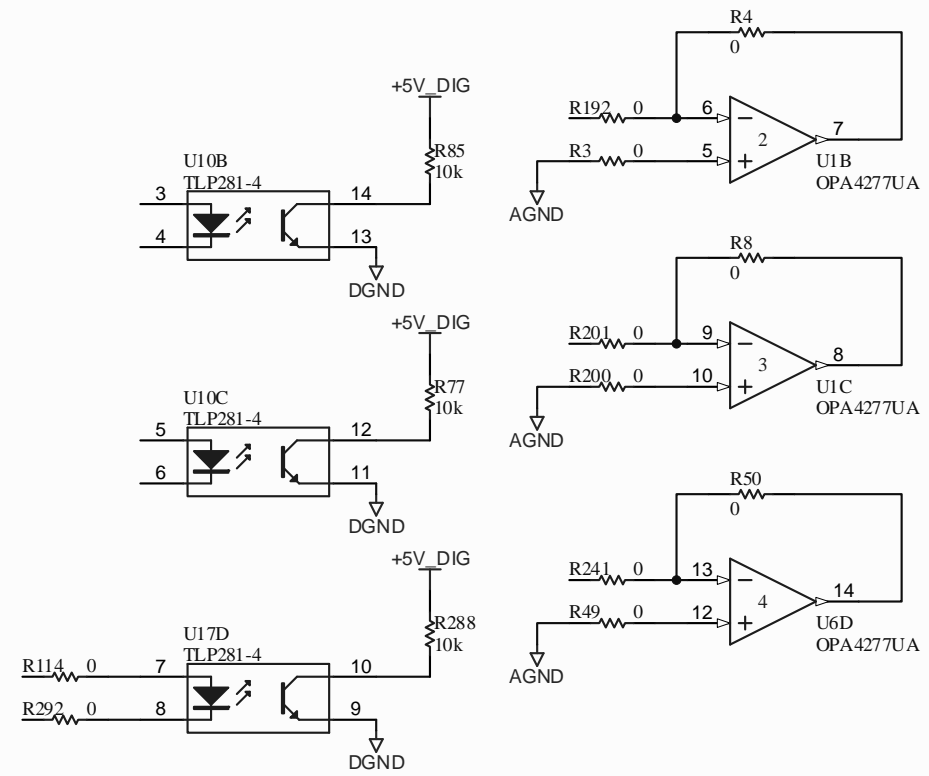 +5V_DIG
R85
10k
U10B
TLP281-4
3
14
4
13
DGND
+5V_DIG
R77
10k
U10C
TLP281-4
5
12
6
11
DGND
+5V_DIG
R288
10k
U17D
TLP281-4
R114 0
7
10
R292 0
8
9
DGND
R4
0
R192 0
6
2
7
R3 0
5
U1B
OPA4277UA
AGND
R8
0
R201 0
9
3
8
R200 0
10
U1C
OPA4277UA
AGND
R50
0
R241 0
13
4
14
R49 0
12
U6D
OPA4277UA
AGND